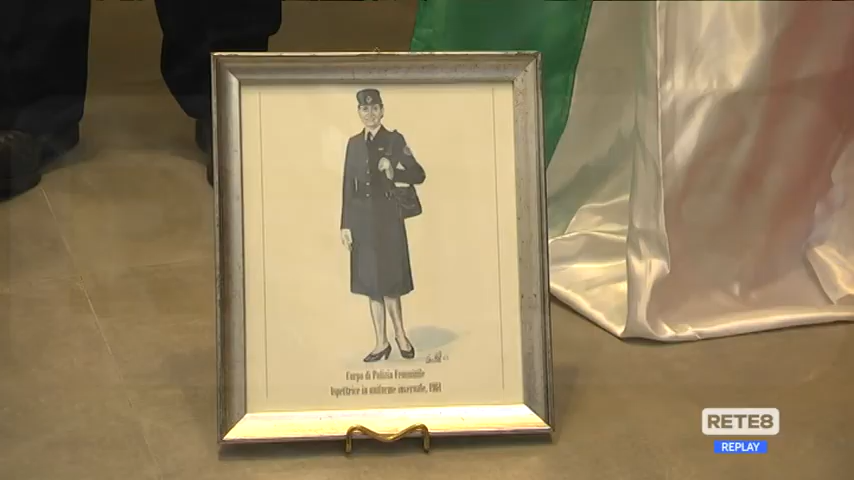 Corpo di Polizia Femminile
Ispettrice in uniforme invernale, 1961
RETE8
REPLAY